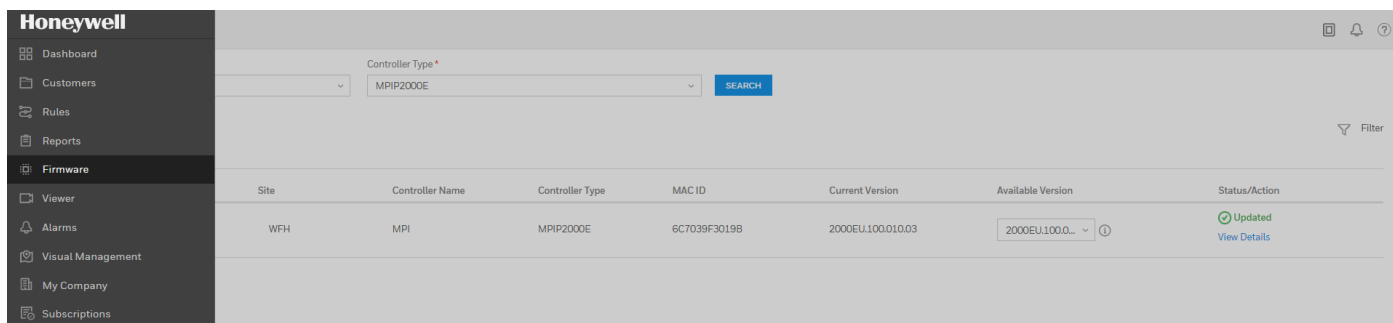 Honeywell
Dashboard
Customers
Rules
Reports
Firmware
Viewer
Alarms
Visual Management
My Company
Subscriptions
Controller Type *
MPIP2000E
SEARCH
Filter
Site Controller Name Controller Type MAC ID Current Version Available Version Status/Action
WFH MPI MPIP2000E 6C7039F3019B 2000EU.100.010.03 2000EU.100.0... Updated
View Details